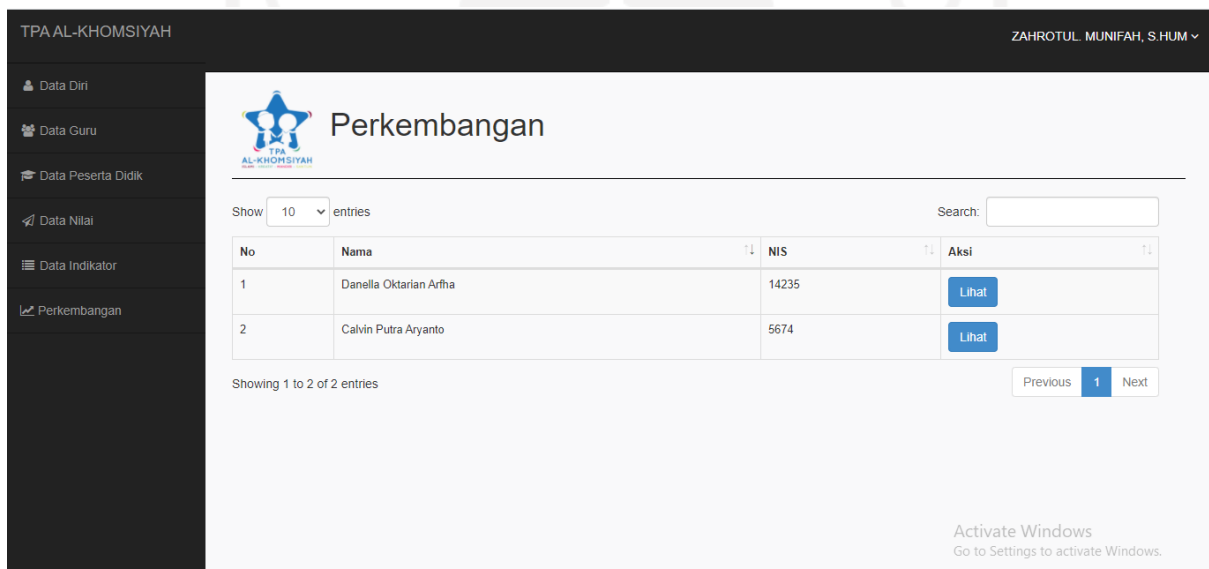 TPA AL-KHOMSIYAH
ZAHROTUL. MUNIFAH, S.HUM
Data Diri
Data Guru
Data Peserta Didik
Data Nilai
Data Indikator
Perkembangan
TPA
AL-KHOMSIYAH
Perkembangan
Show 10 entries
Search:
No Nama NIS Aksi
1 Danella Oktarian Arfha 14235 Lihat
2 Calvin Putra Aryanto 5674 Lihat
Showing 1 to 2 of 2 entries
Previous 1 Next
Activate Windows
Go to Settings to activate Windows.